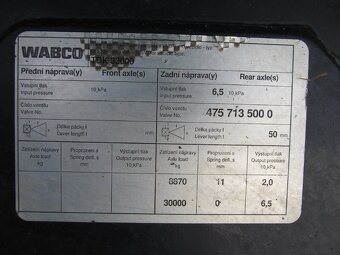 WABCO
Přední náprava(y) Front axle(s) Zadní náprava(y) Rear axle(s)
Vstupní tlak
Input pressure 10,kPa Vstupní tlak
Input pressure 6,5 10,kPa
Číslo ventilu
Valve No. Číslo ventilu
Valve No. 475 713 500 0
Délka páčky l
Lever length l mm Délka páčky l
Lever length l 50 mm
Zatížení nápravy
Axle load
kg Propružení s
Spring defl. s
mm Výstupní tlak
Output pressure
10,kPa Zatížení nápravy
Axle load
kg Propružení s
Spring defl. s
mm Výstupní tlak
Output pressure
10,kPa
11 2,0
30000 0 6,5